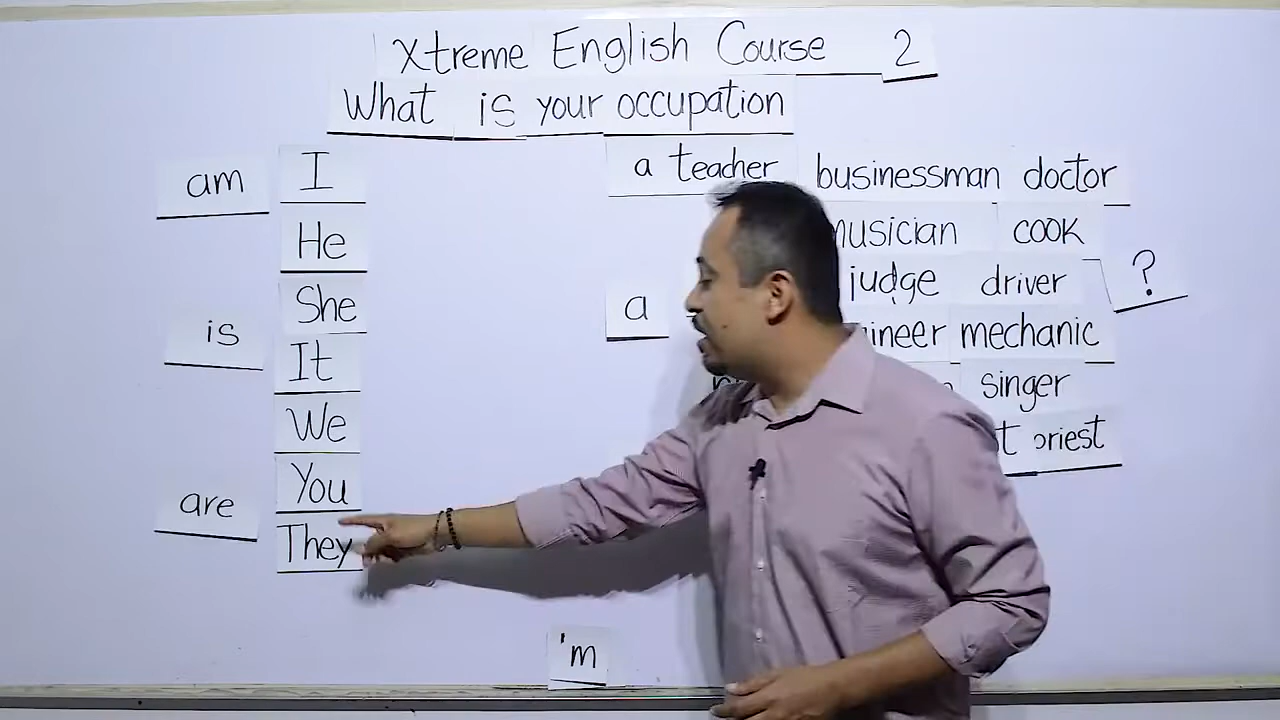 Xtreme English Course 2
What is your occupation
am
is
are
I
He
She
It
We
You
They
a teacher businessman doctor
a
cook
judge driver
mechanic
singer
priest
?
'm